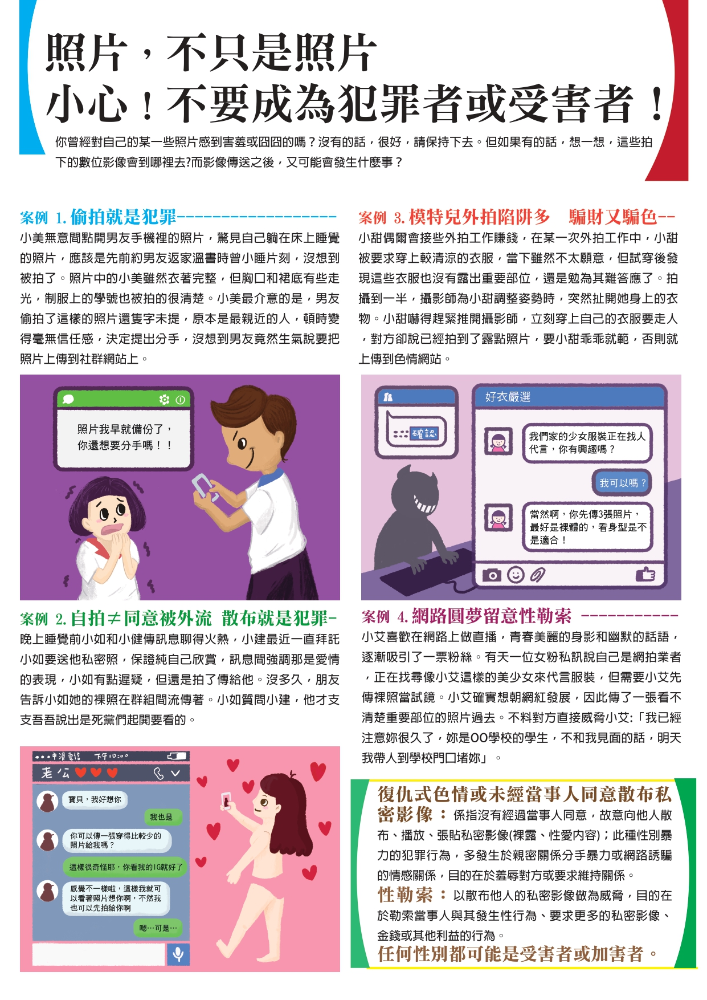 照片，不只是照片
小心！不要成為犯罪者或受害者！
你曾經對自己的某一些照片感到害羞或囧囧的嗎？沒有的話，很好，請保持下去。但如果有的話，想一想，這些拍
下的數位影像會到哪裡去?而影像傳送之後，又可能會發生什麼事？
案例 1.偷拍就是犯罪------------------
小美無意間點開男友手機裡的照片，驚見自己躺在床上睡覺
的照片，應該是先前約男友返家溫書時曾小睡片刻，沒想到
被拍了。照片中的小美雖然衣著完整，但胸口和裙底有些走
光，制服上的學號也被拍的很清楚。小美最介意的是，男友
偷拍了這樣的照片還隻字未提，原本是最親近的人，頓時變
得毫無信任感，決定提出分手，沒想到男友竟然生氣說要把
照片上傳到社群網站上。
照片我早就備份了，
你還想要分手嗎！！
案例 2.自拍≠同意被外流 散布就是犯罪-
晚上睡覺前小如和小健傳訊息聊得火熱，小建最近一直拜託
小如要送他私密照，保證純自己欣賞，訊息間強調那是愛情
的表現，小如有點遲疑，但還是拍了傳給他。沒多久，朋友
告訴小如她的裸照在群組間流傳著。小如質問小建，他才支
支吾吾說出是死黨們起閧要看的。
•••中滑電信 下午10:00
老公
寶貝，我好想你
我也是
你可以傳一張穿得比較少的
照片給我嗎？
這樣很奇怪耶，你看我的IG就好了
感覺不一樣啦，這樣我就可
以看著照片想你啊，不然我
也可以先拍給你啊
嗯…可是…
案例 3.模特兒外拍陷阱多　騙財又騙色--
小甜偶爾會接些外拍工作賺錢，在某一次外拍工作中，小甜
被要求穿上較清涼的衣服，當下雖然不太願意，但試穿後發
現這些衣服也沒有露出重要部位，還是勉為其難答應了。拍
攝到一半，攝影師為小甜調整姿勢時，突然扯開她身上的衣
物。小甜嚇得趕緊推開攝影師，立刻穿上自己的衣服要走人
，對方卻說已經拍到了露點照片，要小甜乖乖就範，否則就
上傳到色情網站。
確認
好衣嚴選
我們家的少女服裝正在找人
代言，你有興趣嗎？
我可以嗎？
當然啊，你先傳3張照片，
最好是裸體的，看身型是不
是適合！
案例 4.網路圓夢留意性勒索 -----------
小艾喜歡在網路上做直播，青春美麗的身影和幽默的話語，
逐漸吸引了一票粉絲。有天一位女粉私訊說自己是網拍業者
，正在找尋像小艾這樣的美少女來代言服裝，但需要小艾先
傳裸照當試鏡。小艾確實想朝網紅發展，因此傳了一張看不
清楚重要部位的照片過去。不料對方直接威脅小艾:「我已經
注意妳很久了，妳是OO學校的學生，不和我見面的話，明天
我帶人到學校門口堵妳」。
復仇式色情或未經當事人同意散布私
密影像：係指沒有經過當事人同意，故意向他人散
布、播放、張貼私密影像(裸露、性愛內容)；此種性別暴
力的犯罪行為，多發生於親密關係分手暴力或網路誘騙
的情感關係，目的在於羞辱對方或要求維持關係。
性勒索：以散布他人的私密影像做為威脅，目的在
於勒索當事人與其發生性行為、要求更多的私密影像、
金錢或其他利益的行為。
任何性別都可能是受害者或加害者。